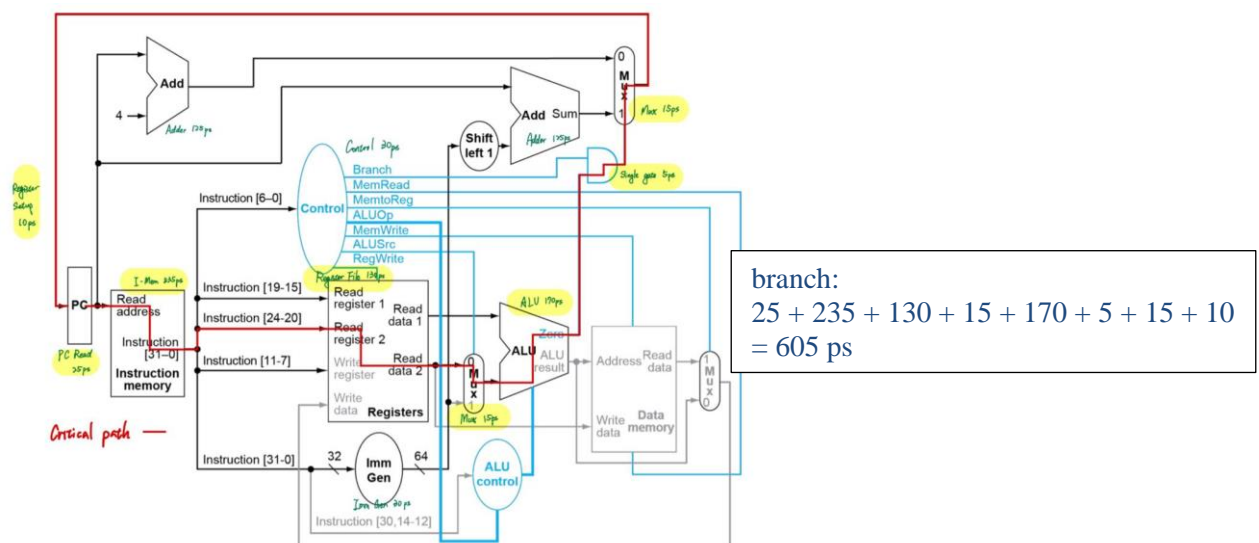 0
M
u
x
1
Mux 15ps
Add
4
Adder 125ps
Add Sum
Adder 125ps
Shift
left 1
Control 30ps
Branch
MemRead
MemtoReg
ALUOp
MemWrite
ALUSrc
RegWrite
Control
Single gate 5ps
Register
Setup
10ps
Instruction [6–0]
PC
PC Read
25ps
I-Mem 235ps
Read
address
Instruction
[31–0]
Instruction
memory
Instruction [19-15]
Instruction [24-20]
Instruction [11-7]
Register File 130ps
Read
register 1
Read
data 1
Read
register 2
Write
register
Read
data 2
Write
data
Registers
0
M
u
x
1
Mux 15ps
ALU 170ps
Zero
ALU
ALU
result
Address
Read
data
Write
data
Data
memory
1
M
u
x
0
branch:
25 + 235 + 130 + 15 + 170 + 5 + 15 + 10
= 605 ps
Critical path —
Instruction [31-0]
32
Imm
Gen
64
ALU
control
Instruction [30,14-12]